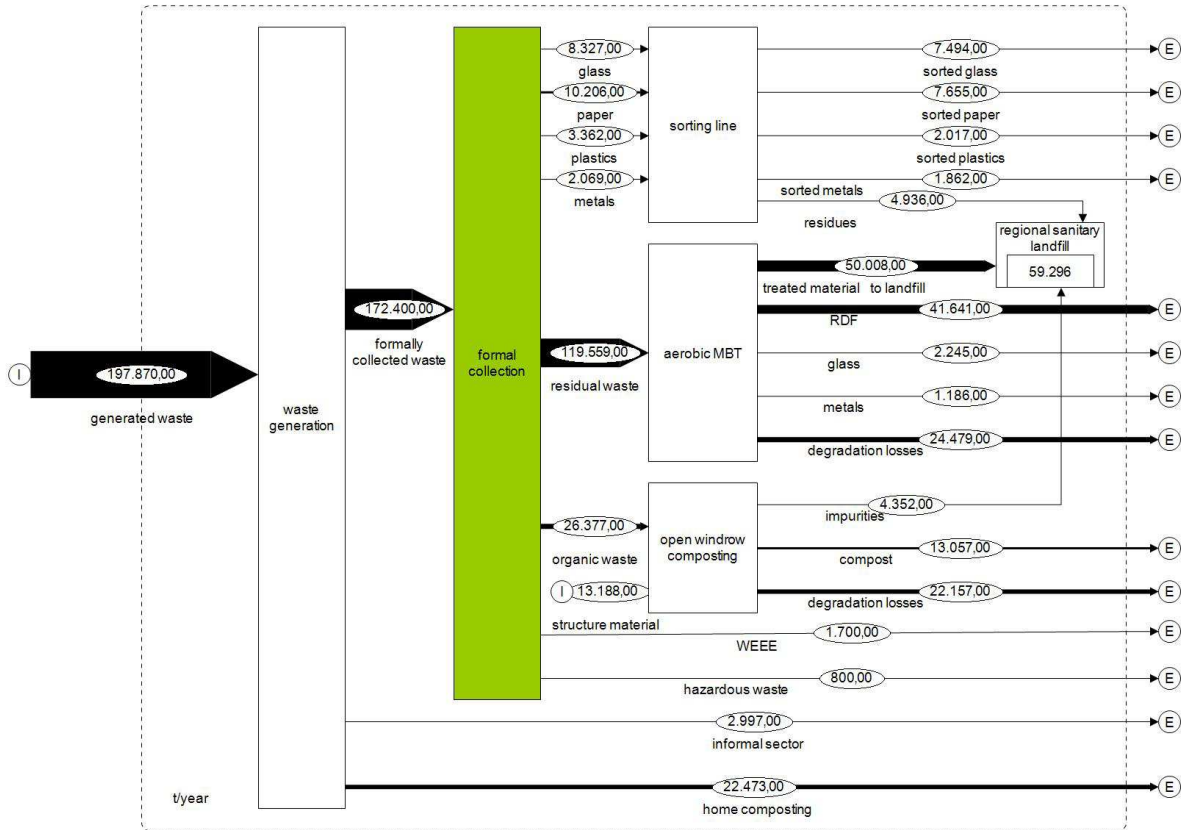 8.327,00
glass
10.206,00
paper
3.362,00
plastics
2.069,00
metals
sorting line
7.494,00
sorted glass
7.655,00
sorted paper
2.017,00
sorted plastics
1.862,00
sorted metals
4.936,00
residues
E
E
E
E
regional sanitary
landfill
59.296
50.008,00
treated material to landfill
172.400,00
formally
collected waste
formal
collection
119.559,00
residual waste
aerobic MBT
41.641,00
RDF
E
2.245,00
glass
E
1.186,00
metals
E
24.479,00
degradation losses
E
I
197.870,00
generated waste
waste
generation
26.377,00
organic waste
I
13.188,00
structure material
open windrow
composting
4.352,00
impurities
13.057,00
compost
E
22.157,00
degradation losses
E
1.700,00
WEEE
E
800,00
hazardous waste
E
2.997,00
informal sector
E
22.473,00
home composting
E
t/year